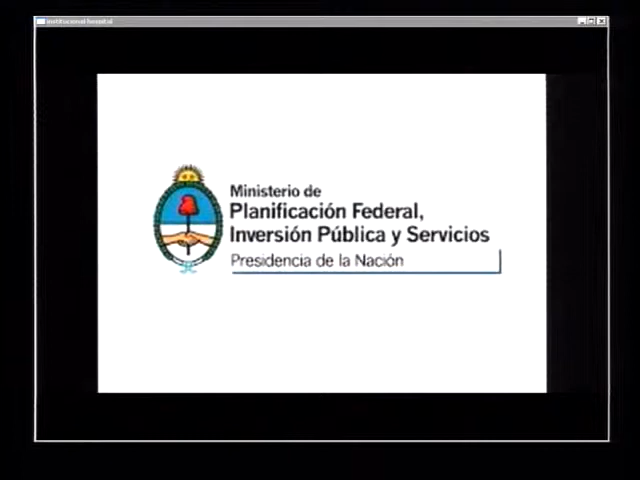 Ministerio de
Planificación Federal,
Inversión Pública y Servicios
Presidencia de la Nación